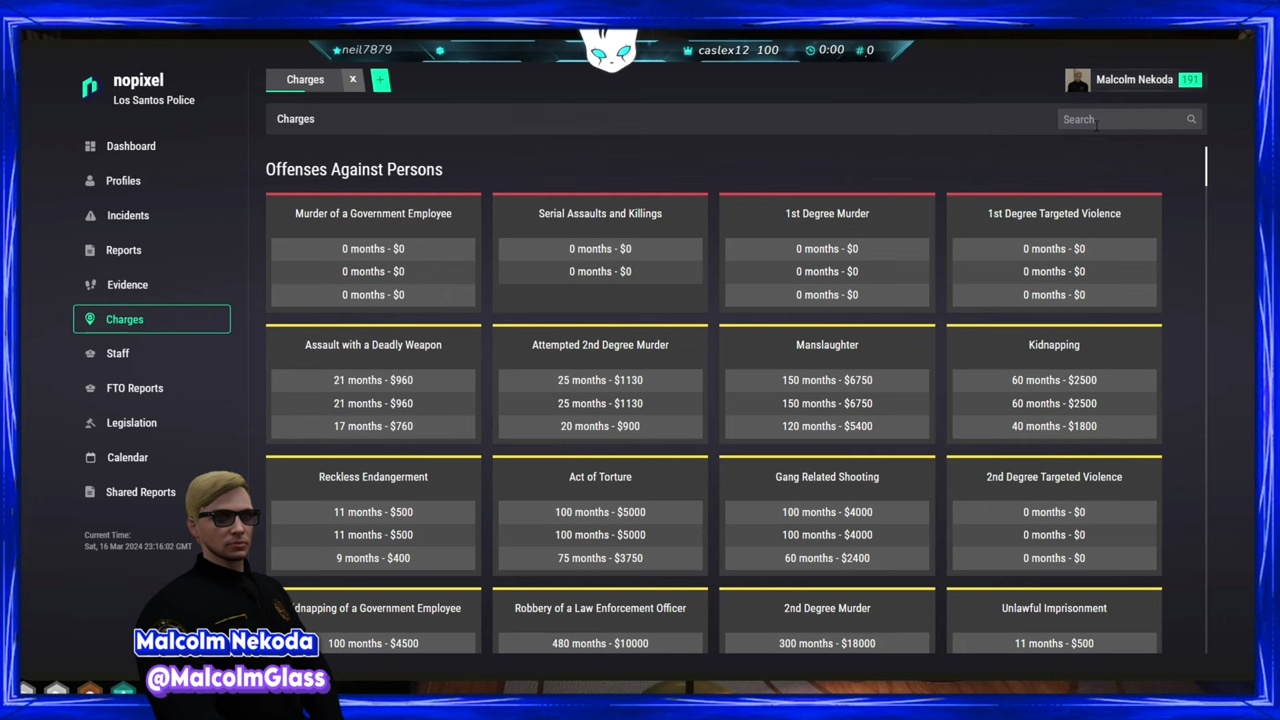 neil7879
caslex12 100
0:00
#0
nopixel
Los Santos Police
Charges
x
+
Malcolm Nekoda 191
Dashboard
Profiles
Incidents
Reports
Evidence
Charges
Staff
FTO Reports
Legislation
Calendar
Shared Reports
Current Time:
Sat, 16 Mar 2024 23:16:02 GMT
Charges
Search
Offenses Against Persons
Murder of a Government Employee
0 months - $0
0 months - $0
0 months - $0
Serial Assaults and Killings
0 months - $0
0 months - $0
1st Degree Murder
0 months - $0
0 months - $0
0 months - $0
1st Degree Targeted Violence
0 months - $0
0 months - $0
0 months - $0
Assault with a Deadly Weapon
21 months - $960
21 months - $960
17 months - $760
Attempted 2nd Degree Murder
25 months - $1130
25 months - $1130
20 months - $900
Manslaughter
150 months - $6750
150 months - $6750
120 months - $5400
Kidnapping
60 months - $2500
60 months - $2500
40 months - $1800
Reckless Endangerment
11 months - $500
11 months - $500
9 months - $400
Act of Torture
100 months - $5000
100 months - $5000
75 months - $3750
Gang Related Shooting
100 months - $4000
100 months - $4000
60 months - $2400
2nd Degree Targeted Violence
0 months - $0
0 months - $0
0 months - $0
dnapping of a Government Employee
100 months - $4500
Robbery of a Law Enforcement Officer
480 months - $10000
2nd Degree Murder
300 months - $18000
Unlawful Imprisonment
11 months - $500
Malcolm Nekoda
@MalcolmGlass